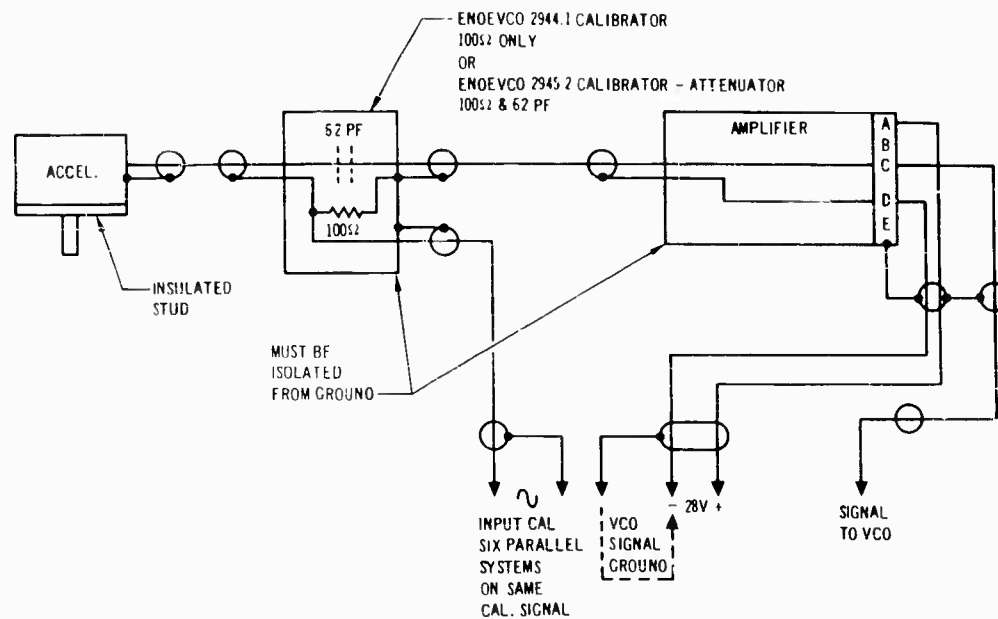 ENOEVCO 2944.1 CALIBRATOR
100Ω ONLY
OR
ENOEVCO 2945.2 CALIBRATOR - ATTENUATOR
100Ω & 62 PF
62 PF
100Ω
ACCEL.
INSULATED
STUD
MUST BE
ISOLATED
FROM GROUND
AMPLIFIER
A
B
C
D
E
∿
INPUT CAL
SIX PARALLEL
SYSTEMS
ON SAME
CAL. SIGNAL
VCO
SIGNAL
GROUND
- 28V +
SIGNAL
TO VCO